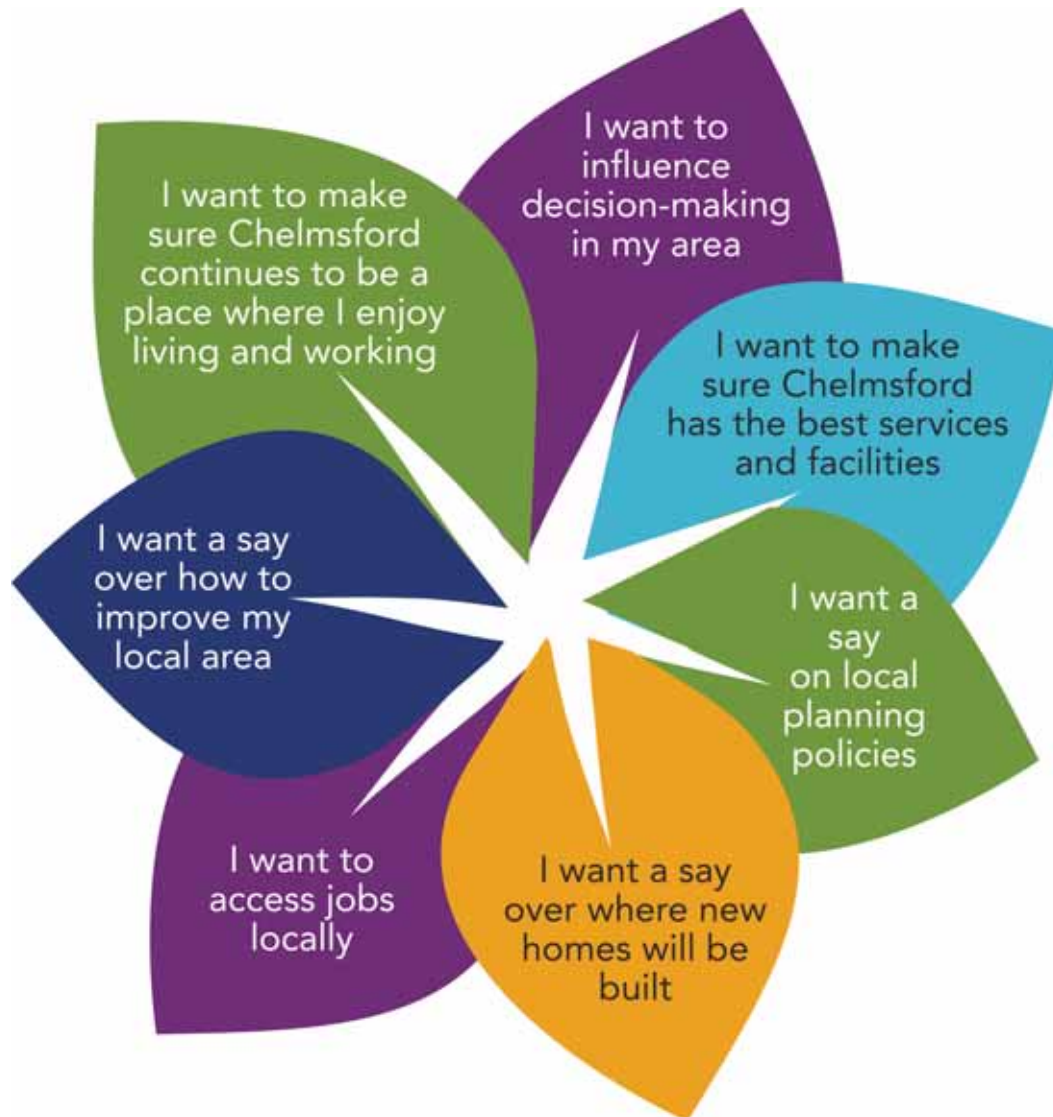 I want to
influence
decision-making
in my area
I want to make
sure Chelmsford
has the best services
and facilities
I want a
say
on local
planning
policies
I want a say
over where new
homes will be
built
I want to
access jobs
locally
I want a say
over how to
improve my
local area
I want to make
sure Chelmsford
continues to be a
place where I enjoy
living and working